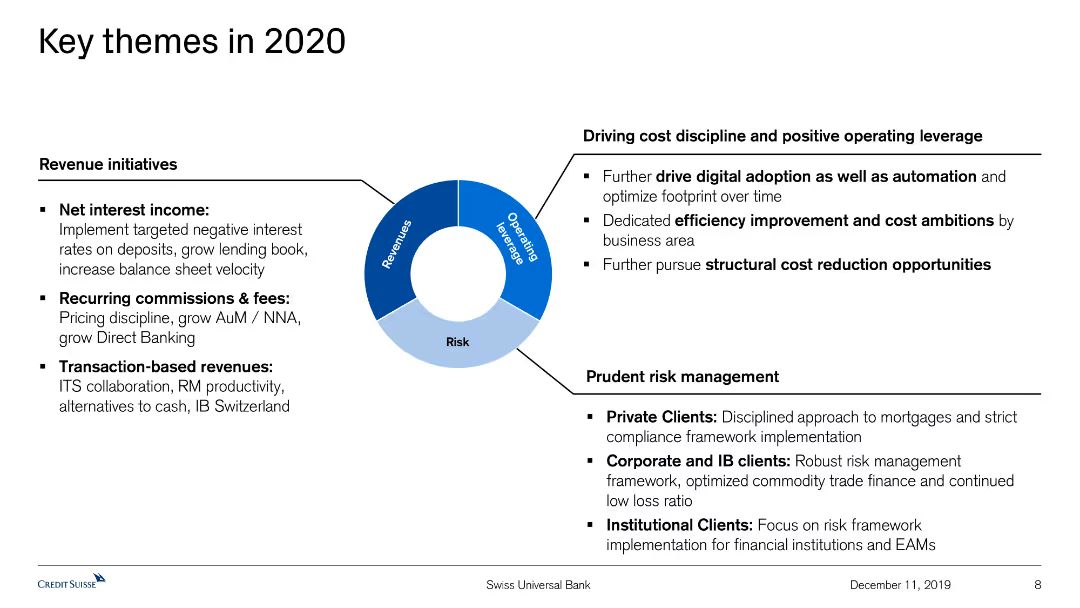 Key themes in 2020
Revenue initiatives
▪ Net interest income:
Implement targeted negative interest
rates on deposits, grow lending book,
increase balance sheet velocity
▪ Recurring commissions & fees:
Pricing discipline, grow AuM / NNA,
grow Direct Banking
▪ Transaction-based revenues:
ITS collaboration, RM productivity,
alternatives to cash, IB Switzerland
Revenues
Operating
leverage
Risk
Driving cost discipline and positive operating leverage
▪ Further drive digital adoption as well as automation and
optimize footprint over time
▪ Dedicated efficiency improvement and cost ambitions by
business area
▪ Further pursue structural cost reduction opportunities
Prudent risk management
▪ Private Clients: Disciplined approach to mortgages and strict
compliance framework implementation
▪ Corporate and IB clients: Robust risk management
framework, optimized commodity trade finance and continued
low loss ratio
▪ Institutional Clients: Focus on risk framework
implementation for financial institutions and EAMs
CREDIT SUISSE
Swiss Universal Bank
December 11, 2019
8